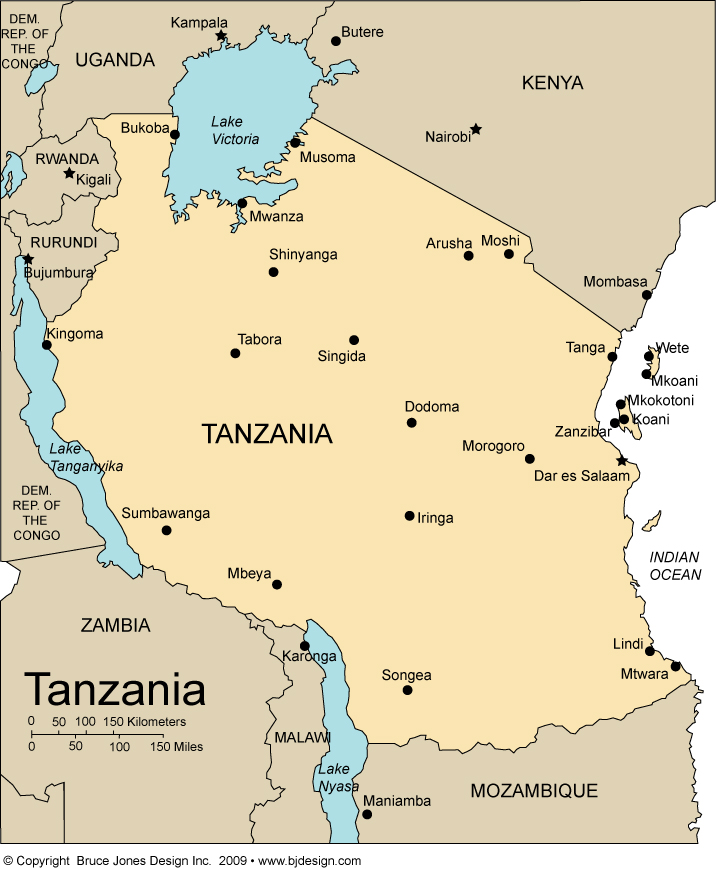 DEM.
REP. OF
THE
CONGO
Kampala
UGANDA
Butere
KENYA
Lake
Victoria
Bukoba
Nairobi
Musoma
RWANDA
Kigali
Mwanza
RURUNDI
Bujumbura
Shinyanga
Arusha
Moshi
Mombasa
Kingoma
Tabora
Singida
Tanga
Wete
Mkoani
Mkokotoni
Koani
Zanzibar
Dodoma
TANZANIA
Morogoro
Dar es Salaam
Lake
Tanganyika
DEM.
REP. OF
THE
CONGO
Sumbawanga
Iringa
INDIAN
OCEAN
Mbeya
ZAMBIA
Karonga
Songea
Lindi
Mtwara
Tanzania
0 50 100 150 Kilometers
0 50 100 150 Miles
MALAWI
Lake
Nyasa
Maniamba
MOZAMBIQUE
© Copyright Bruce Jones Design Inc. 2009 • www.bjdesign.com